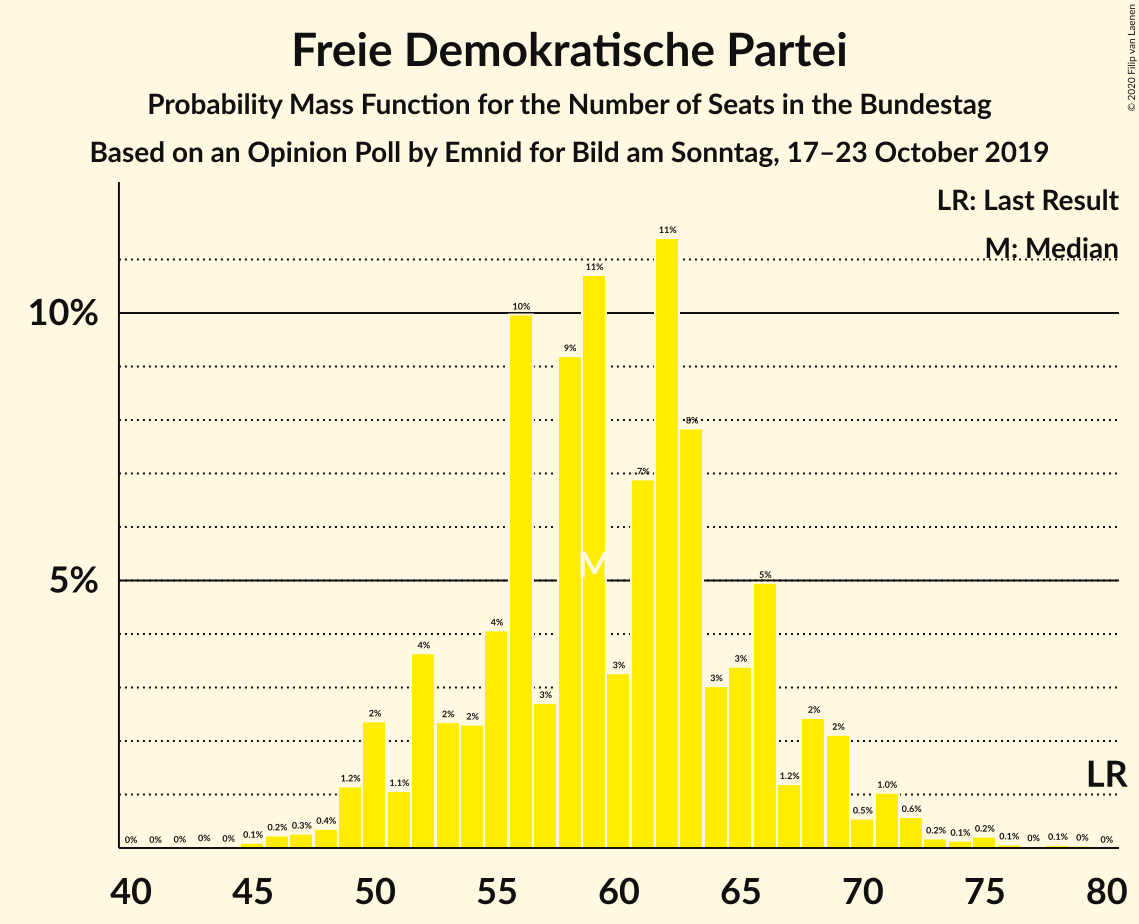 Freie Demokratische Partei
Probability Mass Function for the Number of Seats in the Bundestag
Based on an Opinion Poll by Emnid for Bild am Sonntag, 17–23 October 2019
© 2020 Filip van Laenen
LR: Last Result
M: Median
10%
5%
0% 0% 0% 0% 0% 0.1% 0.2% 0.3% 0.4% 1.2% 2% 1.1% 4% 2% 2% 4% 10% 3% 9% 11% 3% 7% 11% 8% 3% 3% 5% 1.2% 2% 2% 0.5% 1.0% 0.6% 0.2% 0.1% 0.2% 0.1% 0% 0.1% 0% 0%
M
LR
40 45 50 55 60 65 70 75 80